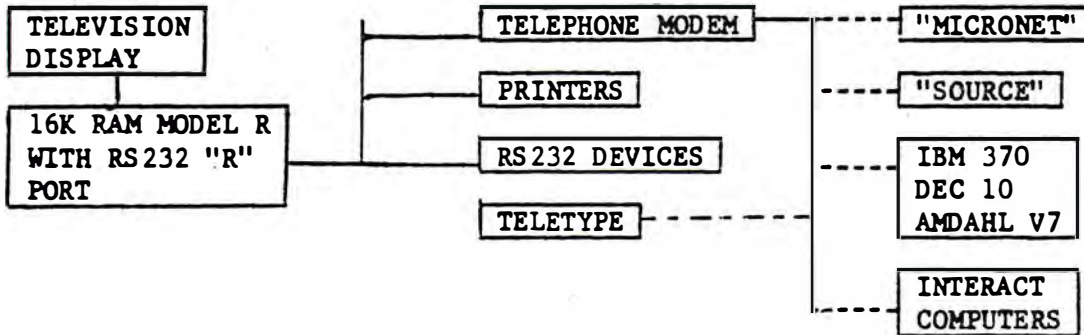 TELEVISION
DISPLAY
16K RAM MODEL R
WITH RS232 "R"
PORT
TELEPHONE MODEM
PRINTERS
RS232 DEVICES
TELETYPE
"MICRONET"
"SOURCE"
IBM 370
DEC 10
AMDAHL V7
INTERACT
COMPUTERS